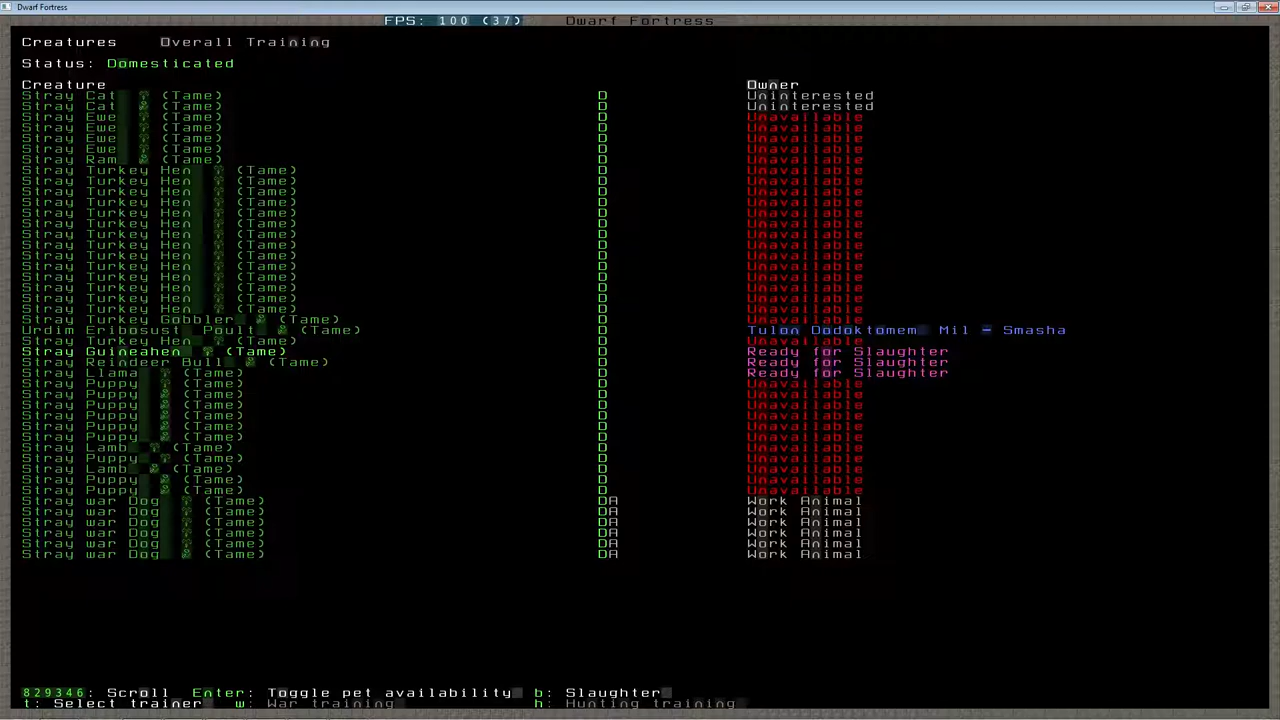 Dwarf Fortress
FPS: 100 (37) Dwarf Fortress
Creatures Overall Training
Status: Domesticated
Creature Owner
Stray Cat ♀ (Tame) D Uninterested
Stray Cat ♂ (Tame) D Uninterested
Stray Ewe ♀ (Tame) D Unavailable
Stray Ewe ♀ (Tame) D Unavailable
Stray Ewe ♀ (Tame) D Unavailable
Stray Ewe ♀ (Tame) D Unavailable
Stray Ram ♂ (Tame) D Unavailable
Stray Turkey Hen ♀ (Tame) D Unavailable
Stray Turkey Hen ♀ (Tame) D Unavailable
Stray Turkey Hen ♀ (Tame) D Unavailable
Stray Turkey Hen ♀ (Tame) D Unavailable
Stray Turkey Hen ♀ (Tame) D Unavailable
Stray Turkey Hen ♀ (Tame) D Unavailable
Stray Turkey Hen ♀ (Tame) D Unavailable
Stray Turkey Hen ♀ (Tame) D Unavailable
Stray Turkey Hen ♀ (Tame) D Unavailable
Stray Turkey Hen ♀ (Tame) D Unavailable
Stray Turkey Hen ♀ (Tame) D Unavailable
Stray Turkey Hen ♀ (Tame) D Unavailable
Stray Turkey Hen ♀ (Tame) D Unavailable
Stray Turkey Hen ♀ (Tame) D Unavailable
Stray Turkey Gobbler ♂ (Tame) D Unavailable
Urdim Eribosust Poult ♂ (Tame) D Tulon Dodoktomem Mil - Smasha
Stray Turkey Hen ♀ (Tame) D Unavailable
Stray Guineahen ♀ (Tame) D Ready for Slaughter
Stray Reindeer Bull ♂ (Tame) D Ready for Slaughter
Stray Llama ♀ (Tame) D Ready for Slaughter
Stray Puppy ♀ (Tame) D Unavailable
Stray Puppy ♂ (Tame) D Unavailable
Stray Puppy ♂ (Tame) D Unavailable
Stray Puppy ♂ (Tame) D Unavailable
Stray Puppy ♂ (Tame) D Unavailable
Stray Puppy ♂ (Tame) D Unavailable
Stray Lamb ♀ (Tame) D Unavailable
Stray Puppy ♀ (Tame) D Unavailable
Stray Lamb ♂ (Tame) D Unavailable
Stray Puppy ♂ (Tame) D Unavailable
Stray Puppy ♂ (Tame) D Unavailable
Stray war Dog ♀ (Tame) DA Work Animal
Stray war Dog ♀ (Tame) DA Work Animal
Stray war Dog ♀ (Tame) DA Work Animal
Stray war Dog ♀ (Tame) DA Work Animal
Stray war Dog ♂ (Tame) DA Work Animal
Stray war Dog ♂ (Tame) DA Work Animal
829346: Scroll Enter: Toggle pet availability b: Slaughter
t: Select trainer w: War training h: Hunting training